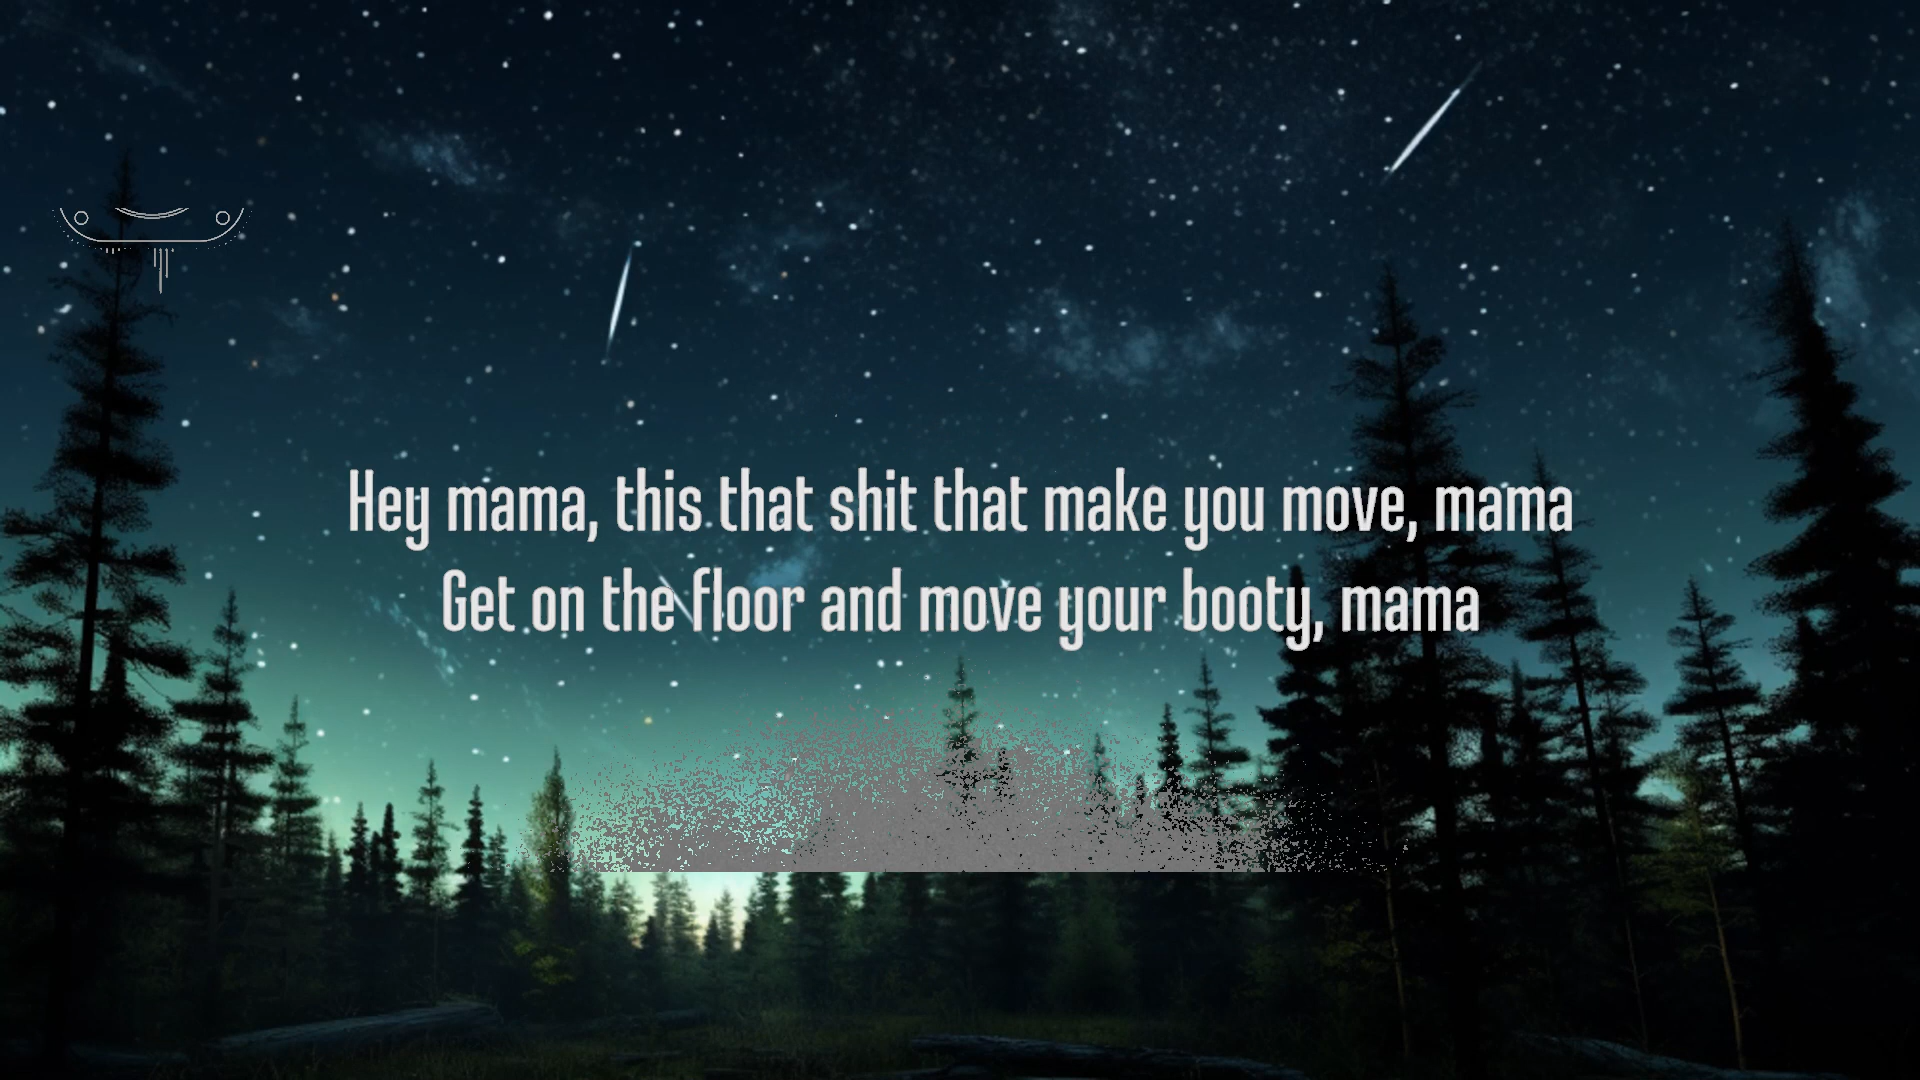 Hey mama, this that shit that make you move, mama
Get on the floor and move your booty, mama